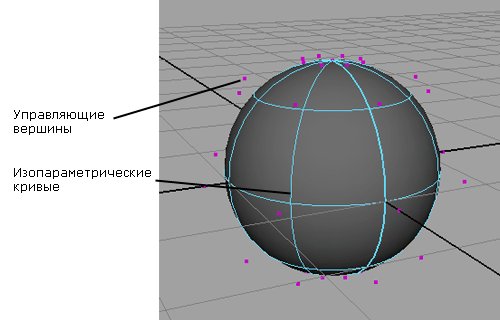 Управляющие
вершины
Изопараметрические
кривые